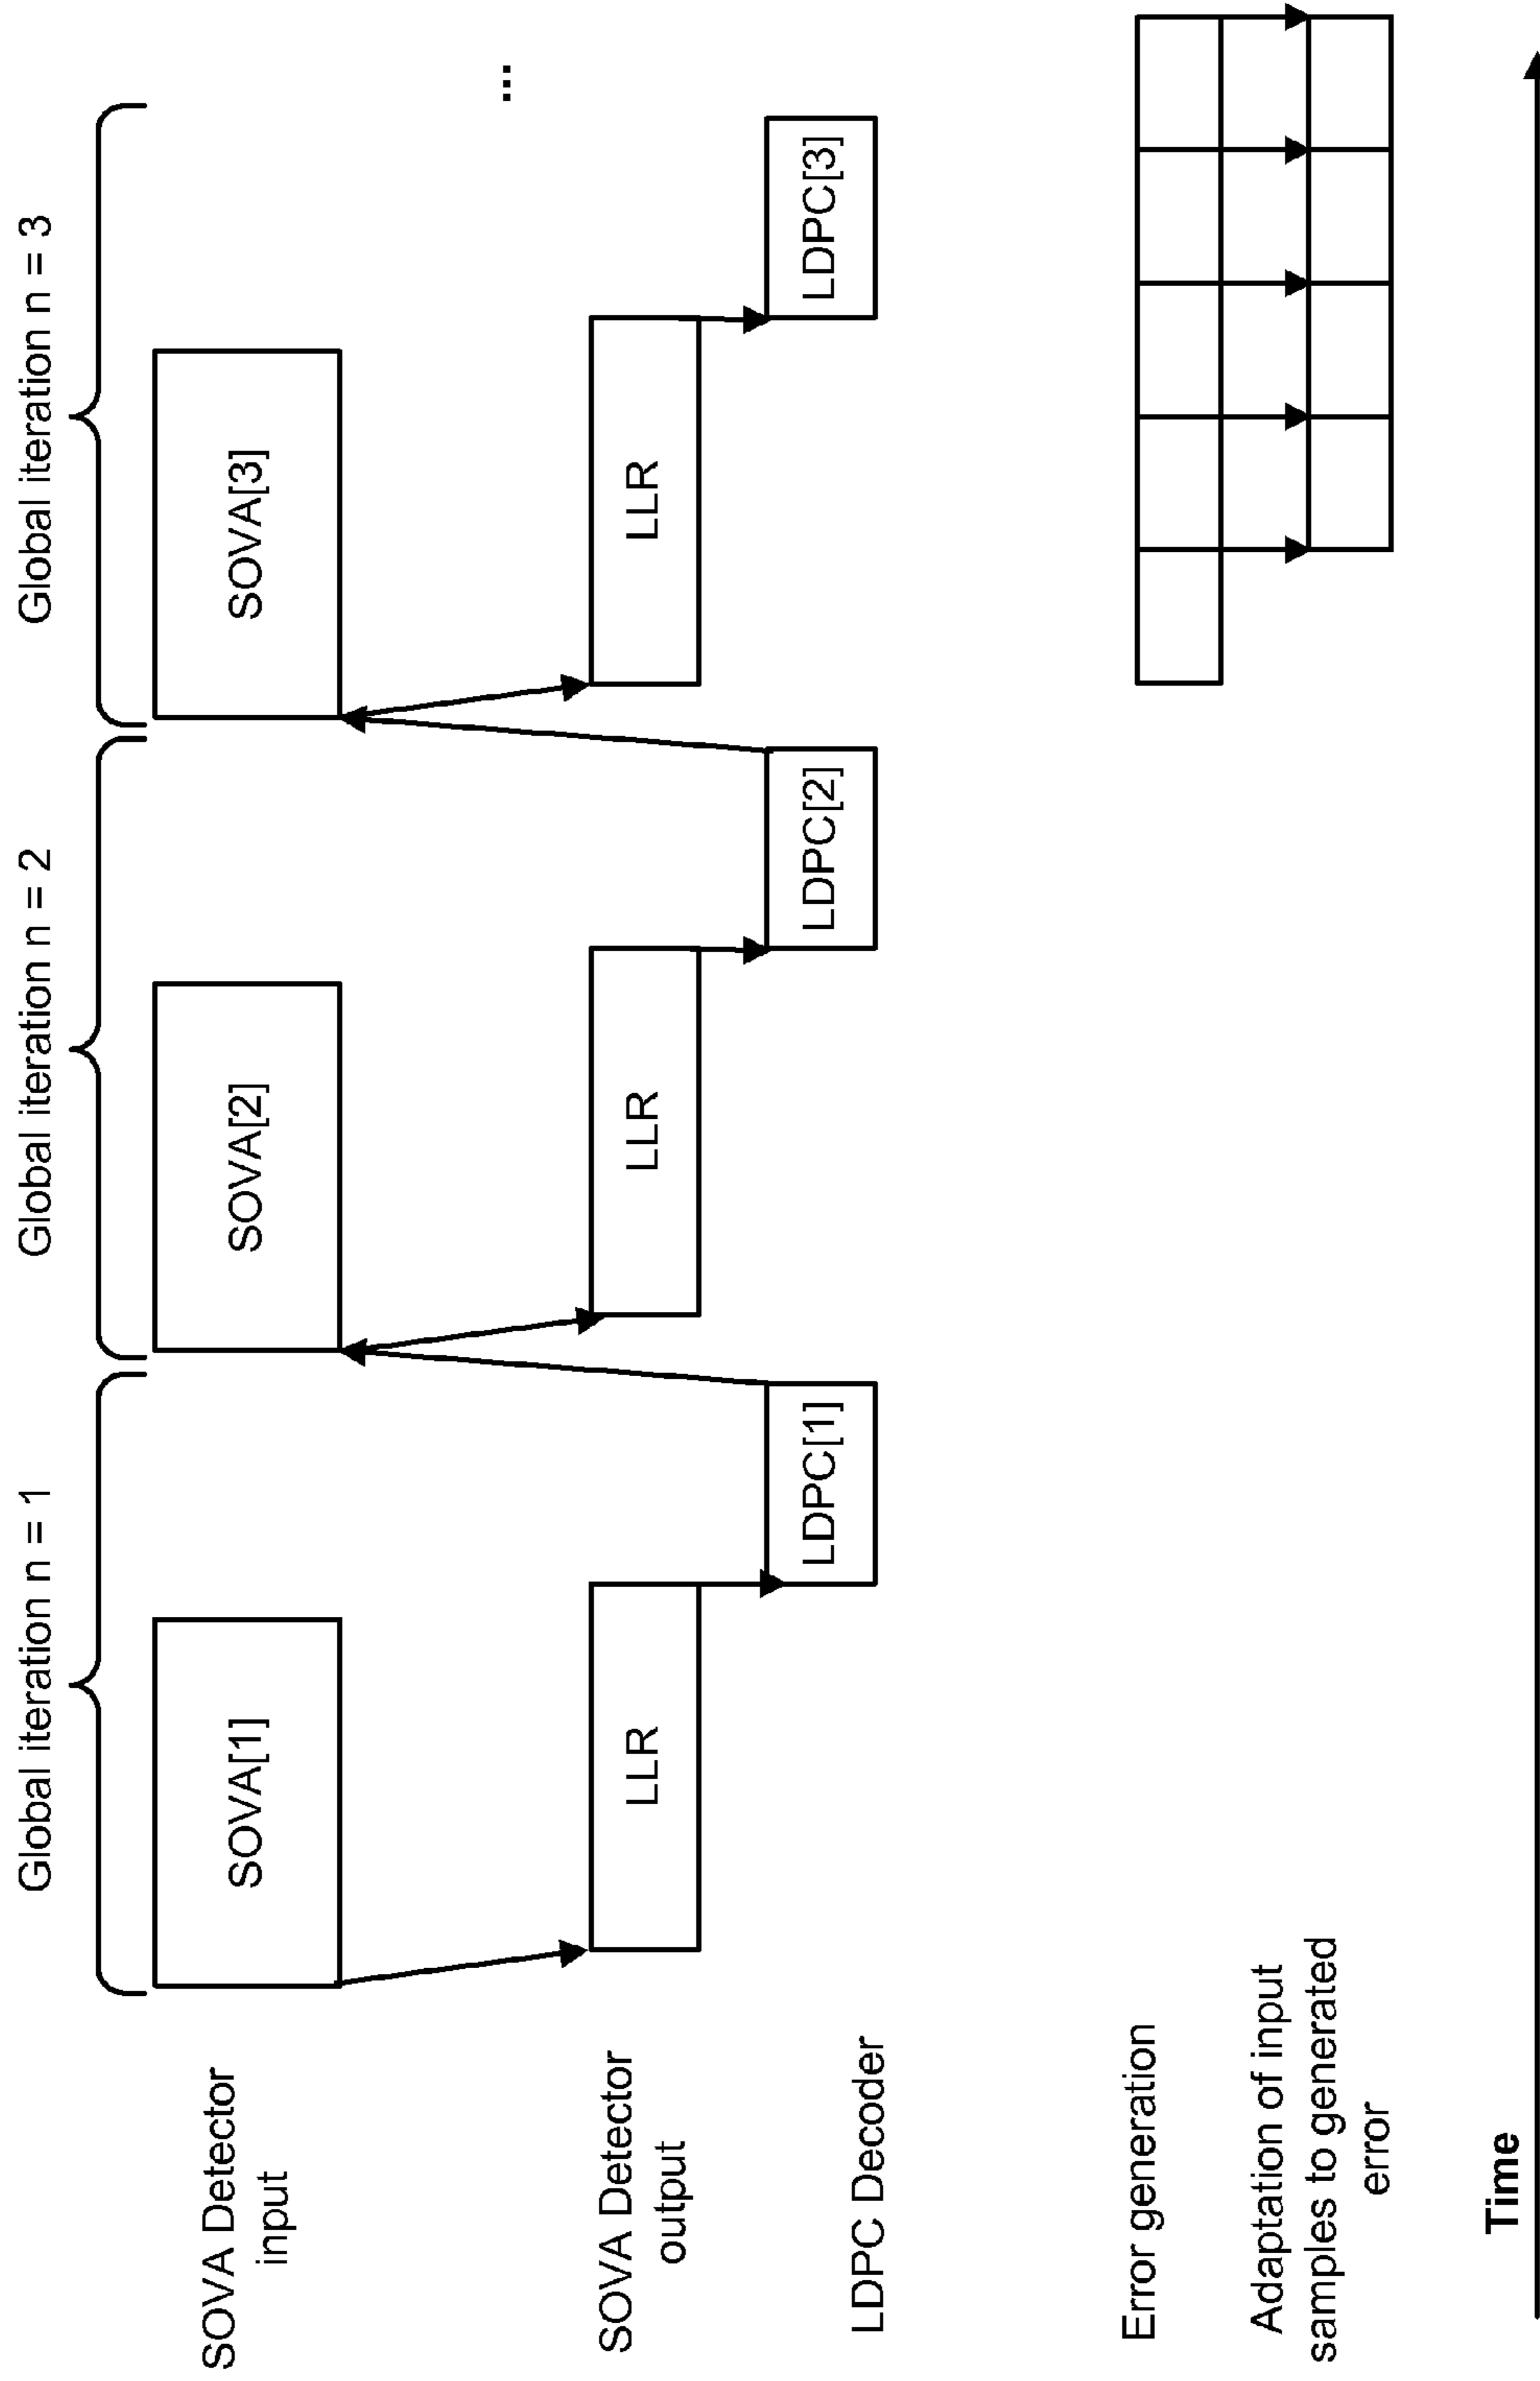 Global iteration n = 1
Global iteration n = 2
Global iteration n = 3
SOVA Detector
input
SOVA[1]
SOVA[2]
SOVA[3]
...
SOVA Detector
output
LLR
LLR
LLR
LDPC Decoder
LDPC[1]
LDPC[2]
LDPC[3]
Error generation
Adaptation of input
samples to generated
error
Time